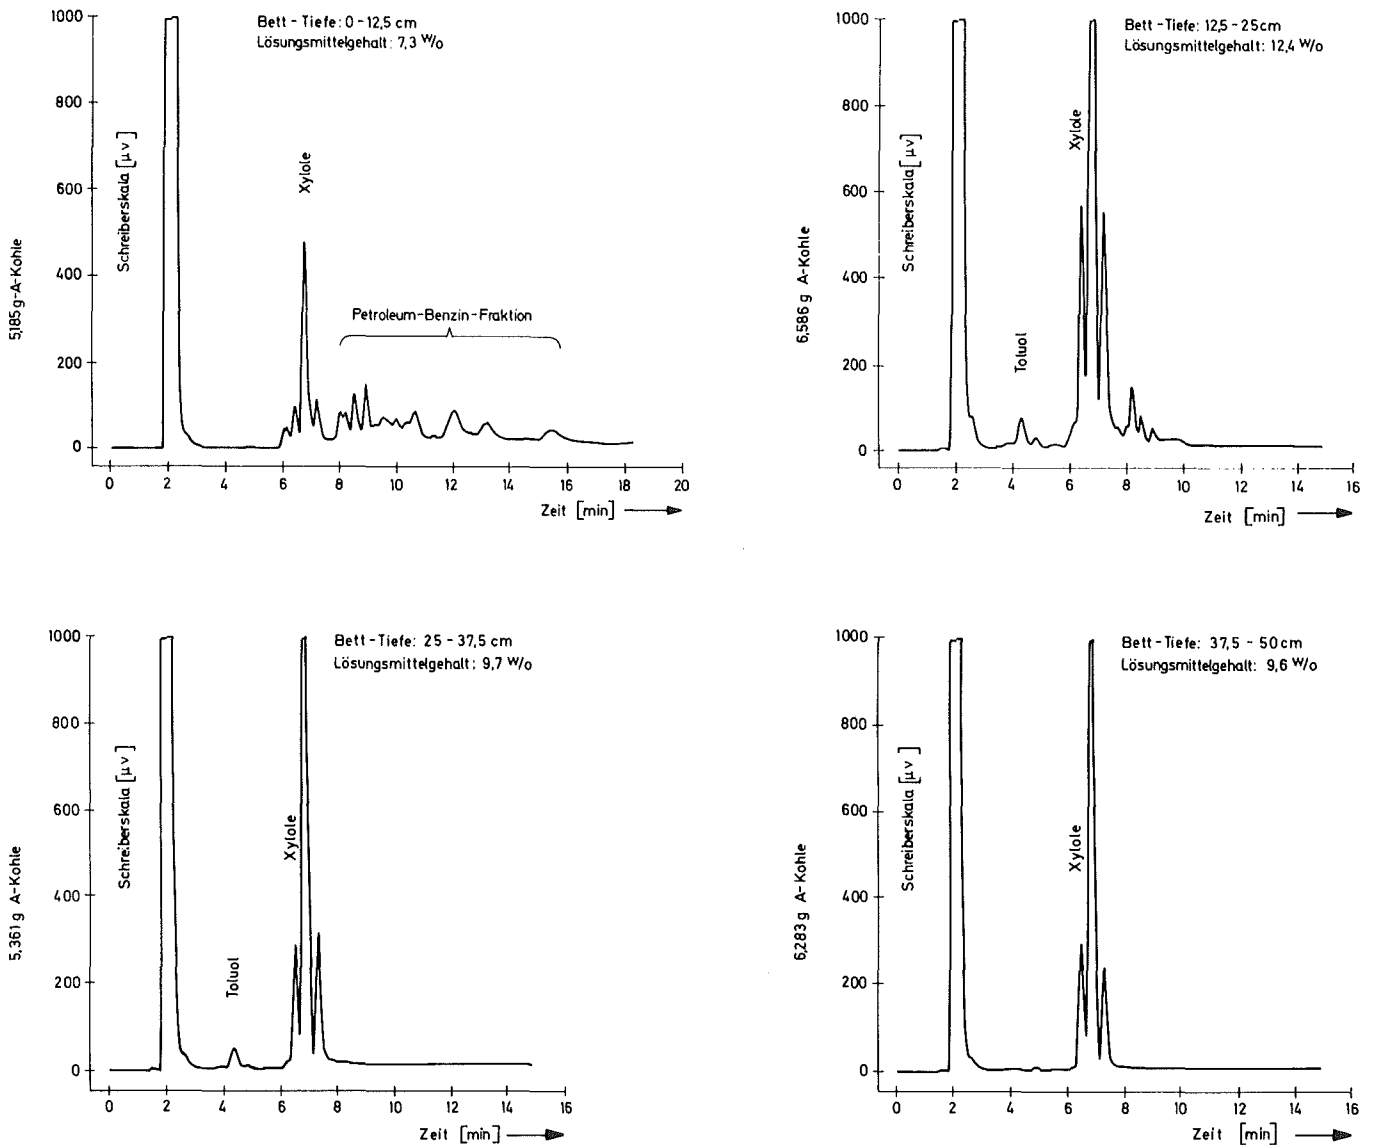 Bett-Tiefe: 0-12,5 cm
Lösungsmittelgehalt: 7,3 W/o
1000
800
600
400
200
0
Schreiberskala [μv]
5,185 g-A-Kohle
Xylole
Petroleum-Benzin-Fraktion
0 2 4 6 8 10 12 14 16 18 20
Zeit [min]
Bett-Tiefe: 12,5-25cm
Lösungsmittelgehalt: 12,4 W/o
1000
800
600
400
200
0
Schreiberskala [μv]
6,586 g A-Kohle
Toluol
Xylole
0 2 4 6 8 10 12 14 16
Zeit [min]
Bett-Tiefe: 25-37,5 cm
Lösungsmittelgehalt: 9,7 W/o
1000
800
600
400
200
0
Schreiberskala [μv]
5,361 g A-Kohle
Toluol
Xylole
0 2 4 6 8 10 12 14 16
Zeit [min]
Bett-Tiefe: 37,5-50cm
Lösungsmittelgehalt: 9,6 W/o
1000
800
600
400
200
0
Schreiberskala [μv]
6,283 g A-Kohle
Xylole
0 2 4 6 8 10 12 14 16
Zeit [min]